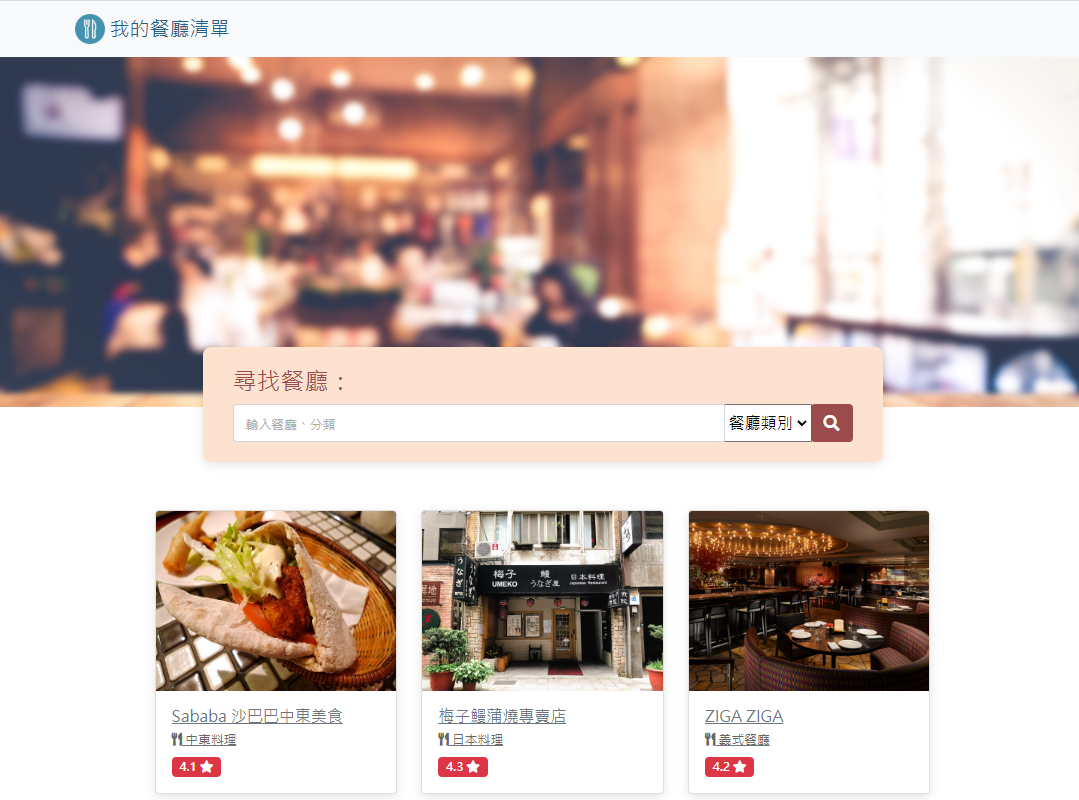 我的餐廳清單
尋找餐廳：
輸入餐廳、分類
餐廳類別
梅子 鰻 日本料理
UMEKO うなぎ屋 Japanese Restaurant
うなぎ
Sababa 沙巴巴中東美食
中東料理
4.1
梅子鰻蒲燒專賣店
日本料理
4.3
ZIGA ZIGA
義式餐廳
4.2